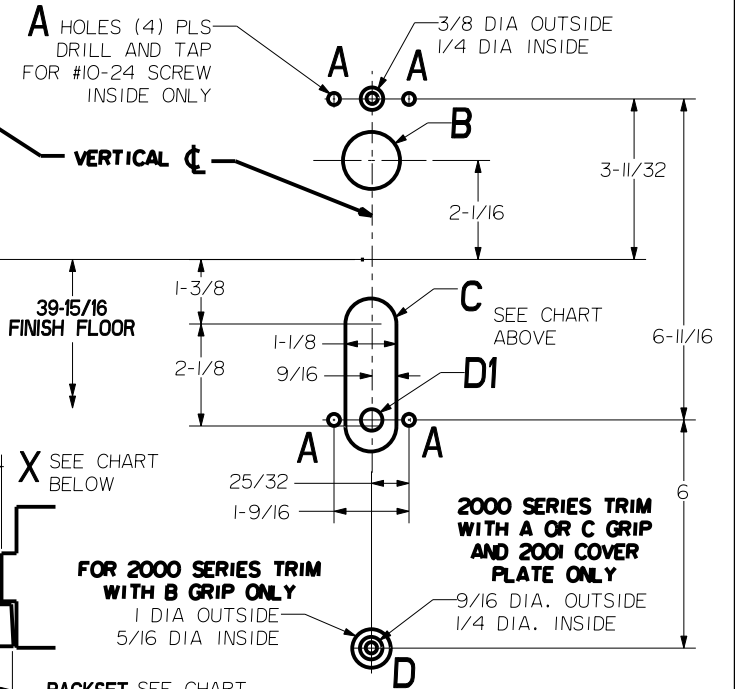 A HOLES (4) PLS
DRILL AND TAP
FOR #10-24 SCREW
INSIDE ONLY
3/8 DIA OUTSIDE
1/4 DIA INSIDE
A
A
B
VERTICAL ℄
3-11/32
2-1/16
1-3/8
39-15/16
FINISH FLOOR
C
SEE CHART
ABOVE
6-11/16
1-1/8
2-1/8
9/16
D1
A
A
X SEE CHART
BELOW
25/32
1-9/16
6
2000 SERIES TRIM
WITH A OR C GRIP
AND 2001 COVER
PLATE ONLY
FOR 2000 SERIES TRIM
WITH B GRIP ONLY
1 DIA OUTSIDE
5/16 DIA INSIDE
9/16 DIA. OUTSIDE
1/4 DIA. INSIDE
D
BACKSET SEE CHART